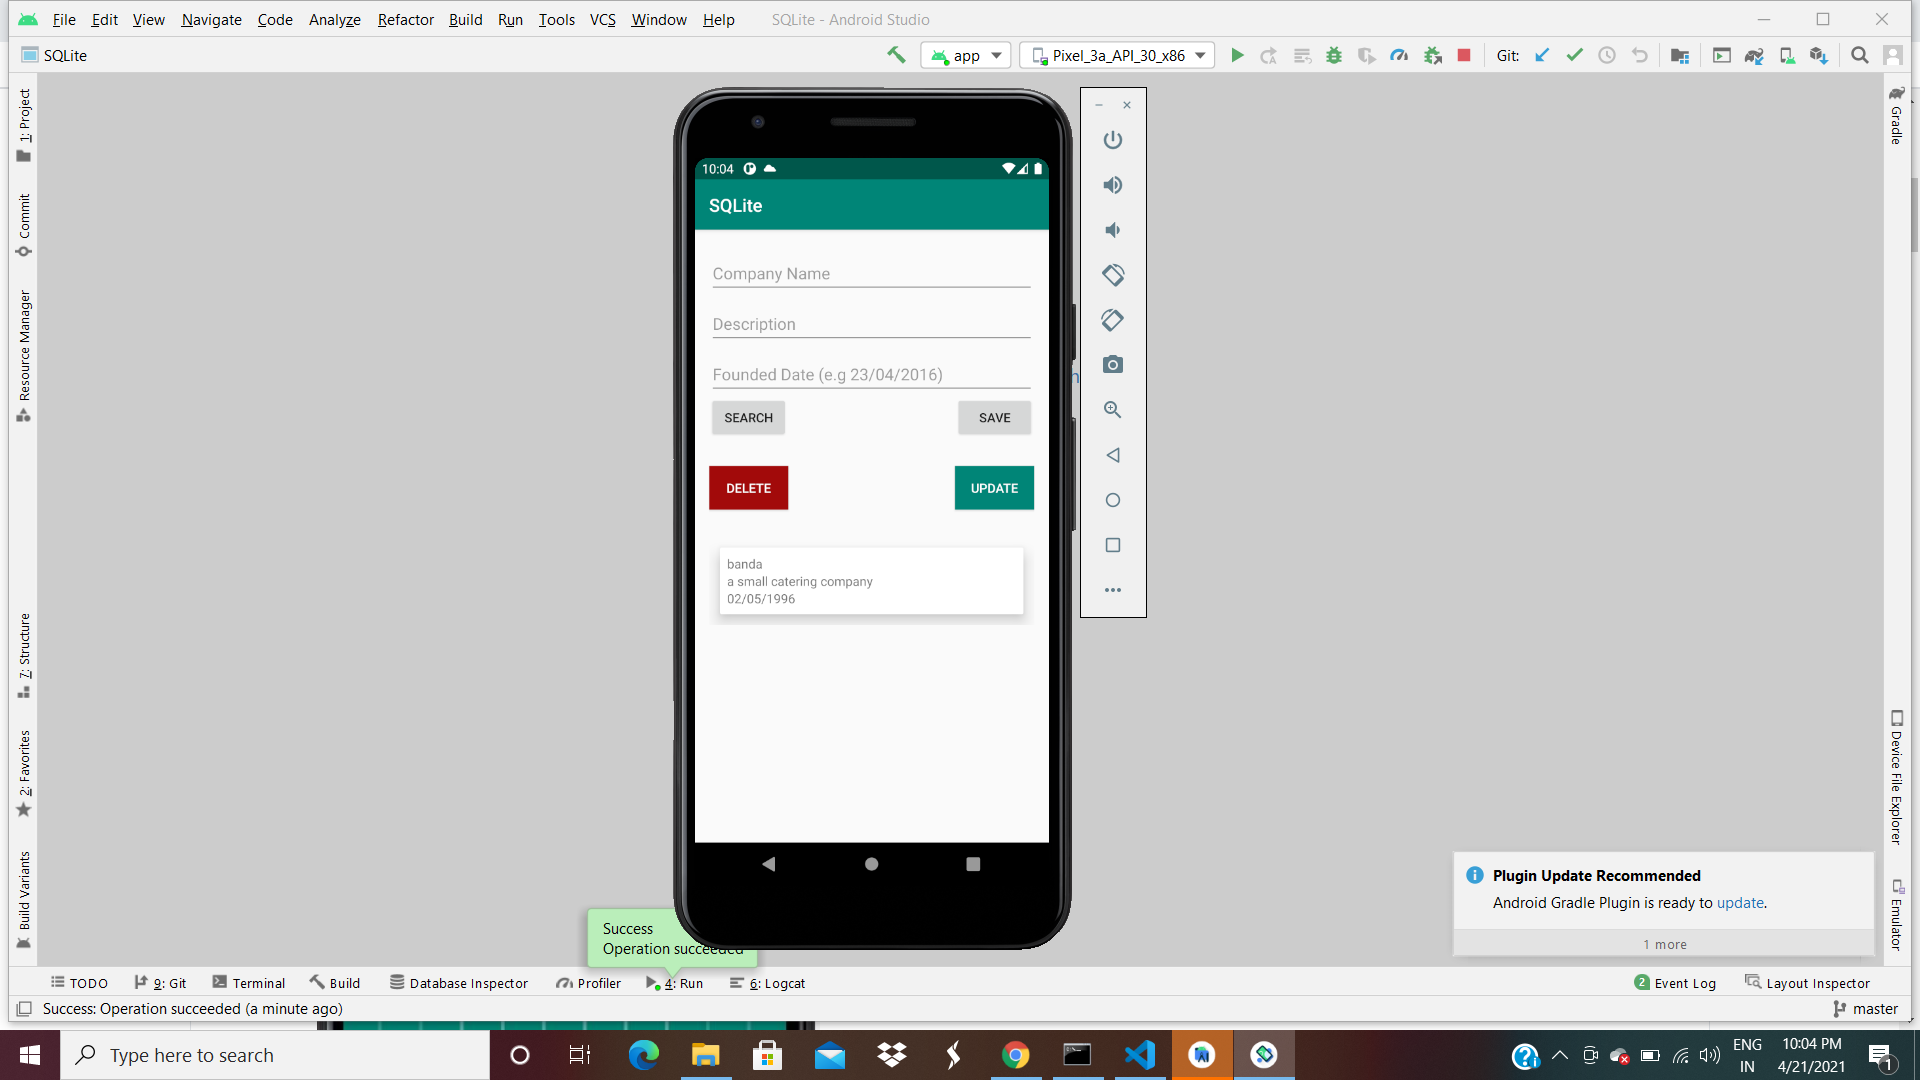 File Edit View Navigate Code Analyze Refactor Build Run Tools VCS Window Help SQLite - Android Studio
SQLite
app
Pixel_3a_API_30_x86
Git:
1: Project
Commit
Resource Manager
7: Structure
2: Favorites
Build Variants
Gradle
Device File Explorer
Emulator
10:04
SQLite
Company Name
Description
Founded Date (e.g 23/04/2016)
SEARCH SAVE
DELETE UPDATE
banda
a small catering company
02/05/1996
h
Success
Operation succeeded
Plugin Update Recommended
Android Gradle Plugin is ready to update.
1 more
TODO 9: Git Terminal Build Database Inspector Profiler 4: Run 6: Logcat 2 Event Log Layout Inspector
Success: Operation succeeded (a minute ago) master
Type here to search
ENG
IN
10:04 PM
4/21/2021
1